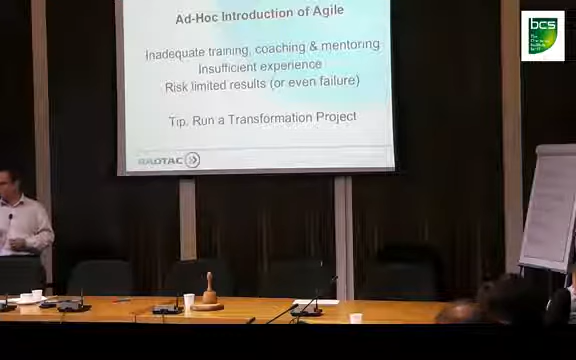 Ad-Hoc Introduction of Agile
Inadequate training, coaching & mentoring
Insufficient experience
Risk limited results (or even failure)
Tip. Run a Transformation Project
RADTAC
bcs